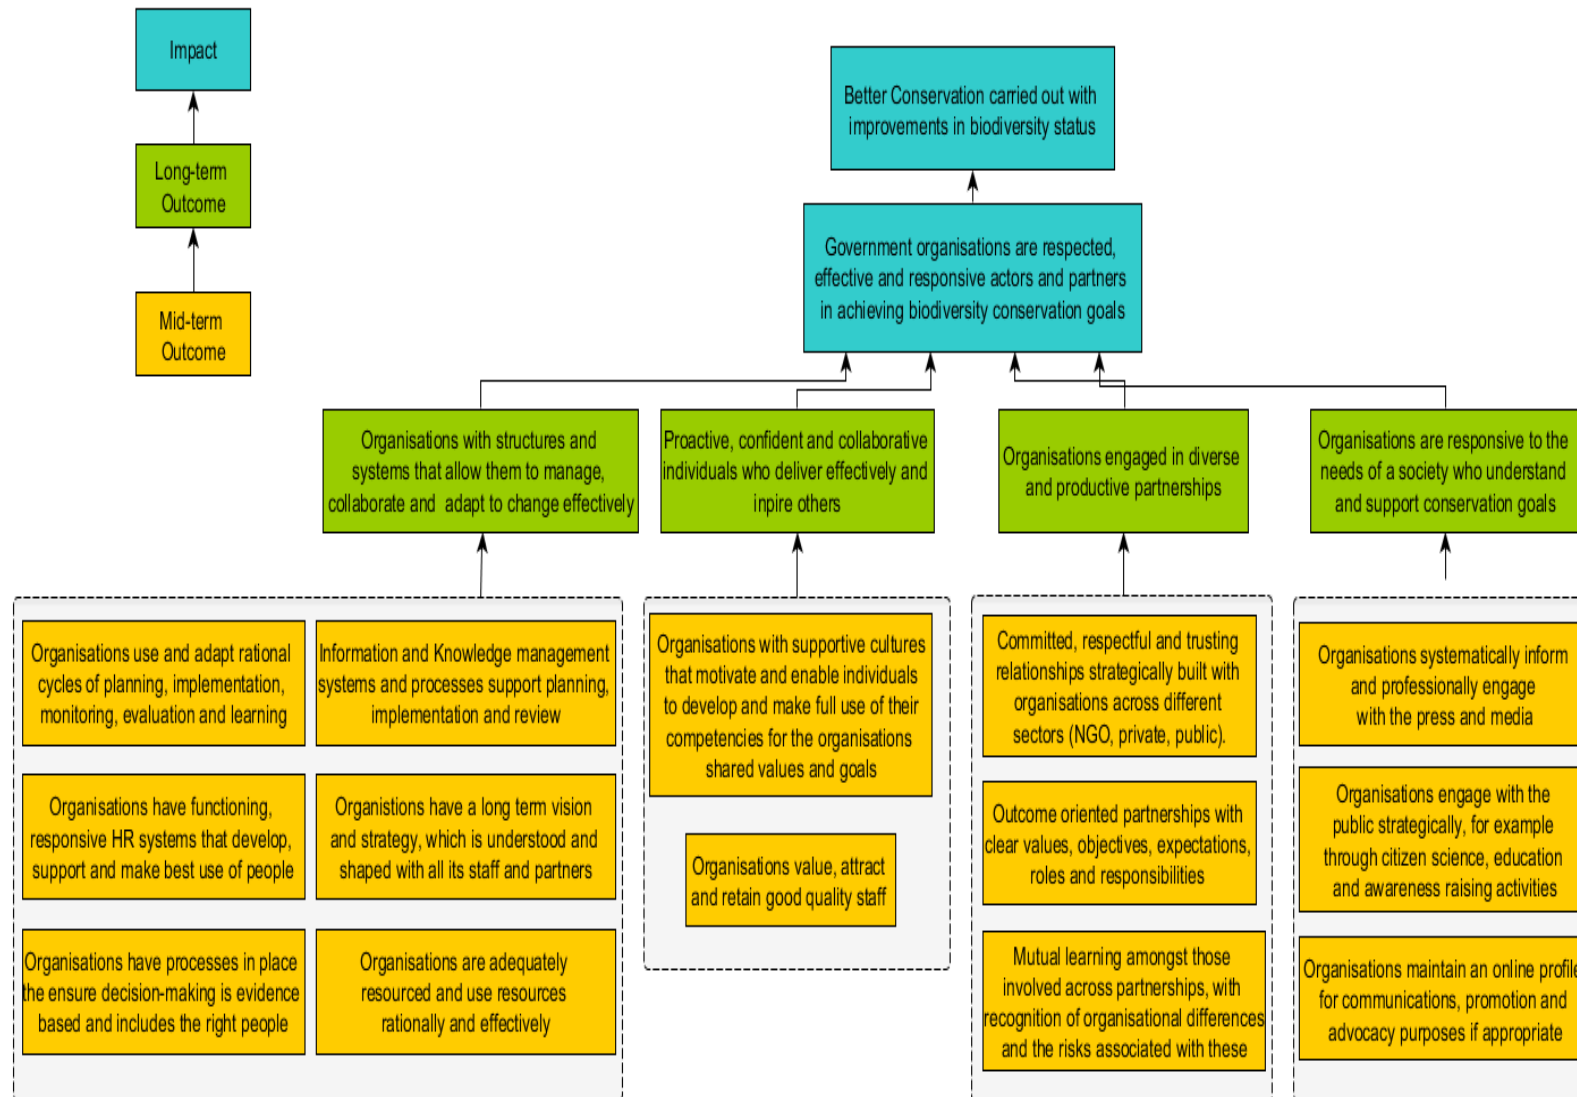 Impact
Long-term
Outcome
Mid-term
Outcome
Better Conservation carried out with
improvements in biodiversity status
Government organisations are respected,
effective and responsive actors and partners
in achieving biodiversity conservation goals
Organisations with structures and
systems that allow them to manage,
collaborate and adapt to change effectively
Proactive, confident and collaborative
individuals who deliver effectively and
inpire others
Organisations engaged in diverse
and productive partnerships
Organisations are responsive to the
needs of a society who understand
and support conservation goals
Organisations use and adapt rational
cycles of planning, implementation,
monitoring, evaluation and learning
Information and Knowledge management
systems and processes support planning,
implementation and review
Organisations have functioning,
responsive HR systems that develop,
support and make best use of people
Organistions have a long term vision
and strategy, which is understood and
shaped with all its staff and partners
Organisations have processes in place
the ensure decision-making is evidence
based and includes the right people
Organisations are adequately
resourced and use resources
rationally and effectively
Organisations with supportive cultures
that motivate and enable individuals
to develop and make full use of their
competencies for the organisations
shared values and goals
Organisations value, attract
and retain good quality staff
Committed, respectful and trusting
relationships strategically built with
organisations across different
sectors (NGO, private, public).
Outcome oriented partnerships with
clear values, objectives, expectations,
roles and responsibilities
Mutual learning amongst those
involved across partnerships, with
recognition of organisational differences
and the risks associated with these
Organisations systematically inform
and professionally engage
with the press and media
Organisations engage with the
public strategically, for example
through citizen science, education
and awareness raising activities
Organisations maintain an online profile
for communications, promotion and
advocacy purposes if appropriate